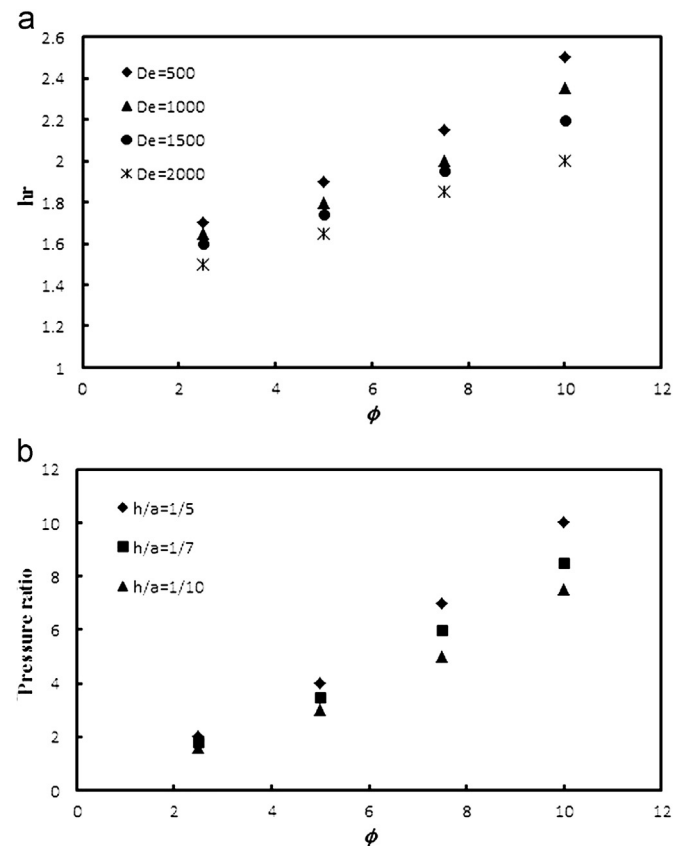 a
2.6
2.4
2.2
2
1.8
1.6
1.4
1.2
1
hr
De=500
De=1000
De=1500
De=2000
0 2 4 6 8 10 12
ϕ
b
12
10
8
6
4
2
0
Pressure ratio
h/a=1/5
h/a=1/7
h/a=1/10
0 2 4 6 8 10 12
ϕ